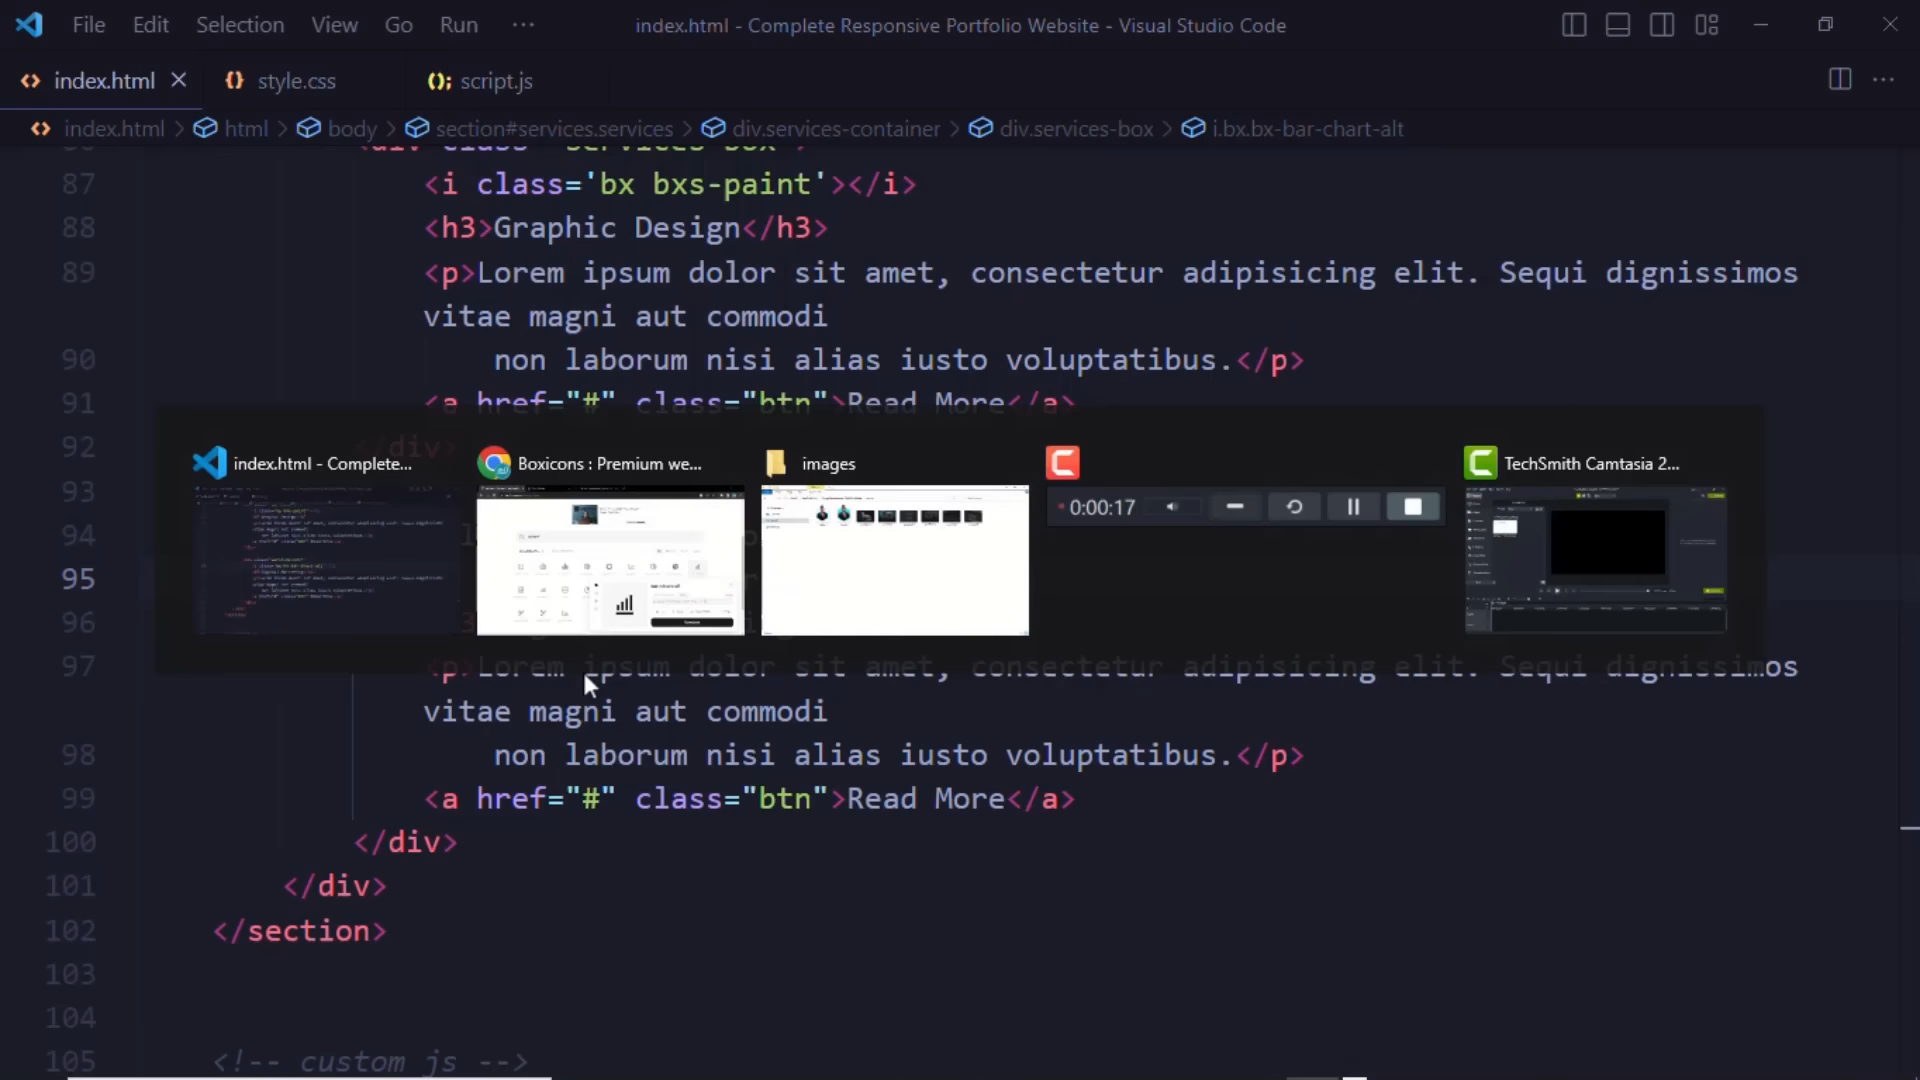 File Edit Selection View Go Run ··· index.html - Complete Responsive Portfolio Website - Visual Studio Code
index.html style.css script.js
index.html > html > body > section#services.services > div.services-container > div.services-box > i.bx.bx-bar-chart-alt
87 <i class='bx bxs-paint'></i>
88 <h3>Graphic Design</h3>
89 <p>Lorem ipsum dolor sit amet, consectetur adipisicing elit. Sequi dignissimos
vitae magni aut commodi
90 non laborum nisi alias iusto voluptatibus.</p>
91 <a href="#" class="btn">Read More</a>
92 </div>
index.html - Complete... Boxicons : Premium we... images TechSmith Camtasia 2...
93
0:00:17
94
95
96
97 <p>Lorem ipsum dolor sit amet, consectetur adipisicing elit. Sequi dignissimos
vitae magni aut commodi
98 non laborum nisi alias iusto voluptatibus.</p>
99 <a href="#" class="btn">Read More</a>
100 </div>
101 </div>
102 </section>
103
104
105 <!-- custom js -->